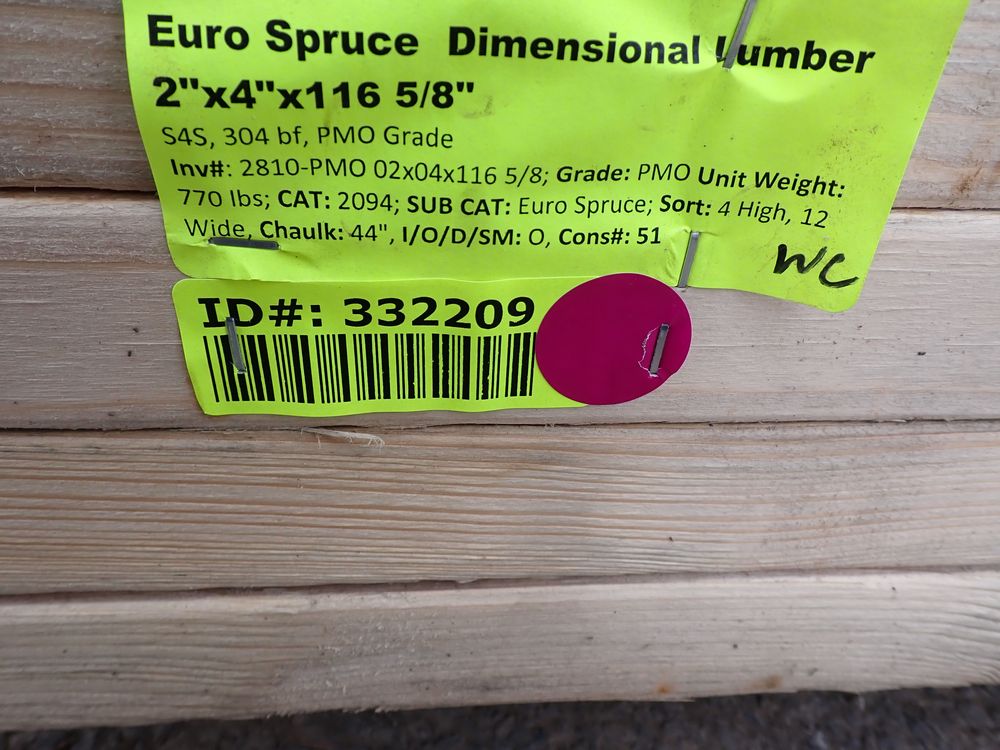 Euro Spruce Dimensional Lumber
2"x4"x116 5/8"
S4S, 304 bf, PMO Grade
Inv#: 2810-PMO 02x04x116 5/8; Grade: PMO Unit Weight:
770 lbs; CAT: 2094; SUB CAT: Euro Spruce; Sort: 4 High, 12
Wide, Chaulk: 44", I/O/D/SM: O, Cons#: 51
WC
ID#: 332209